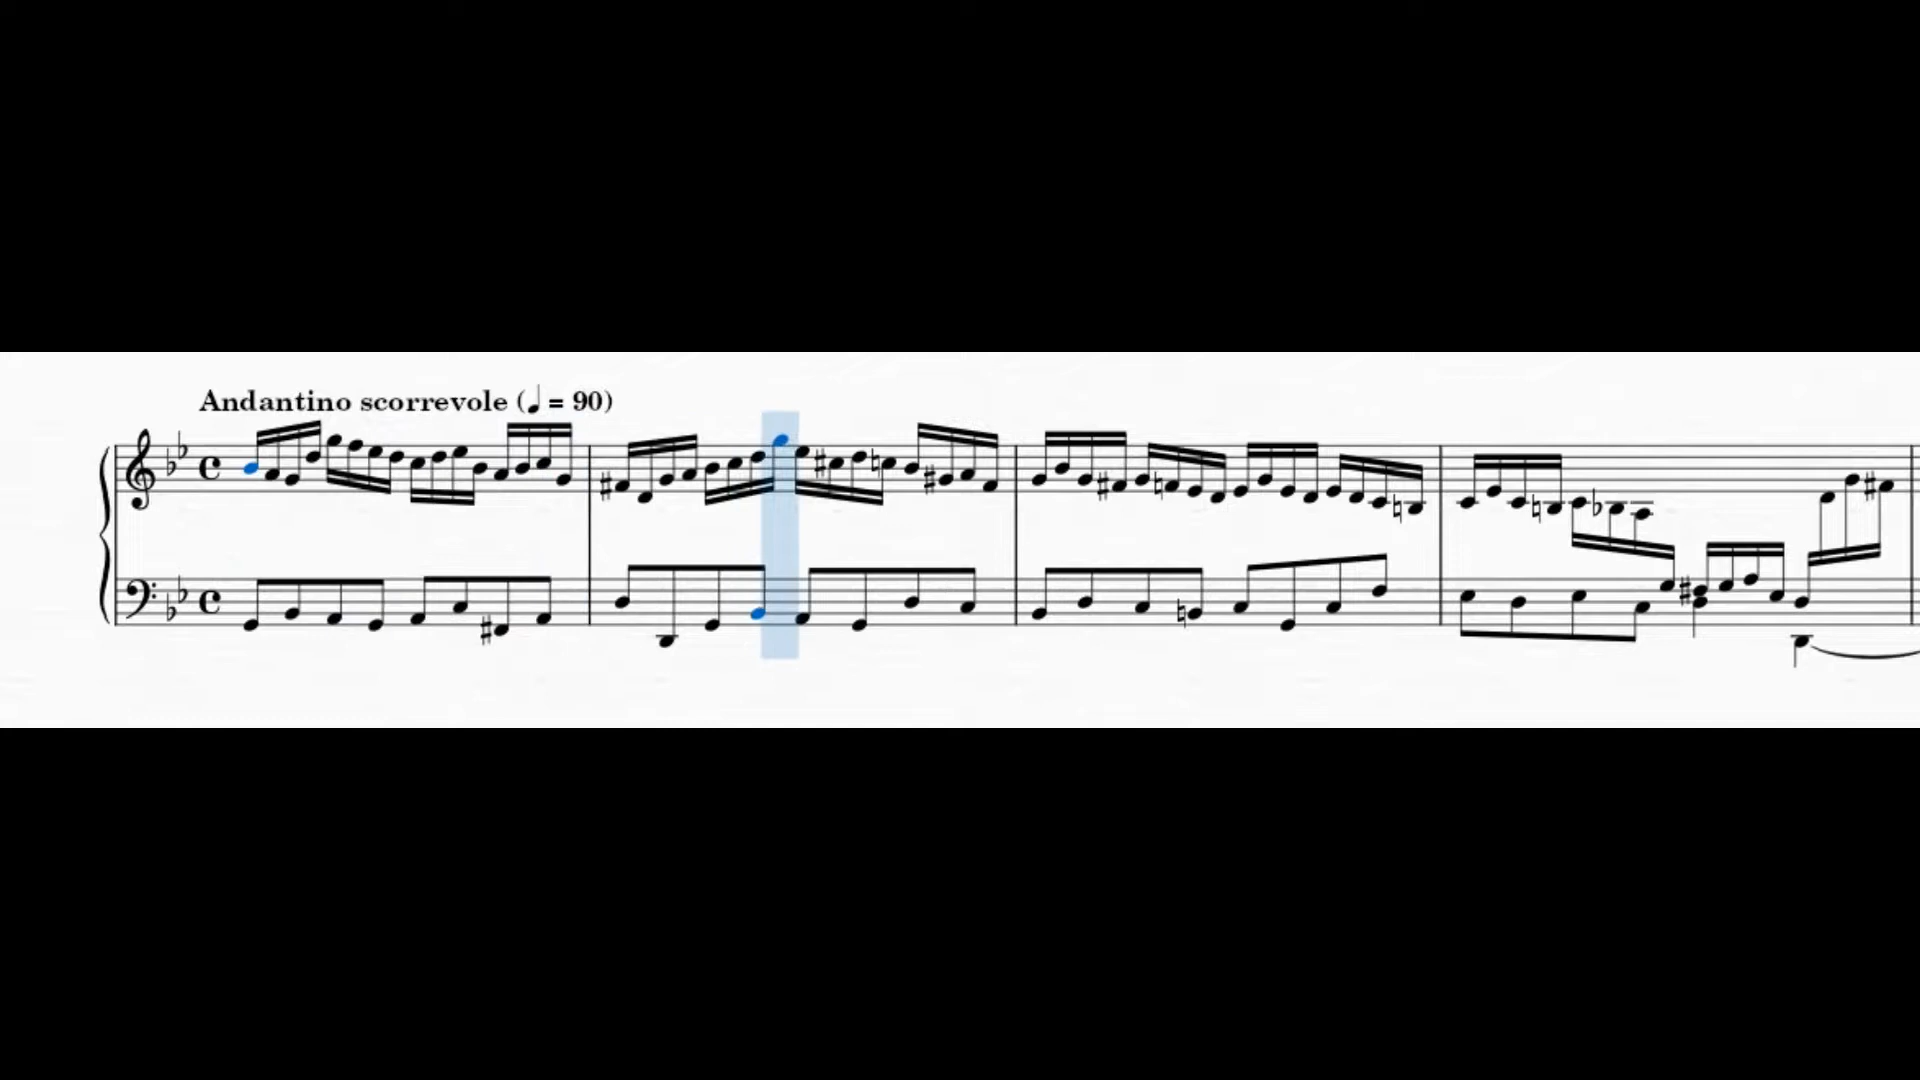 Andantino scorrevole (♩ = 90)